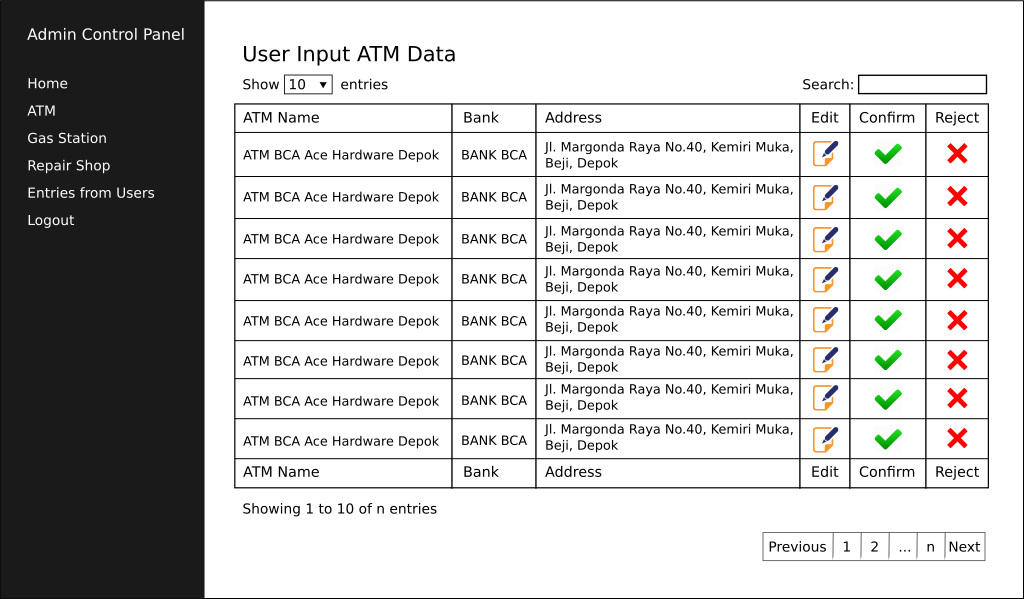 Admin Control Panel
Home
ATM
Gas Station
Repair Shop
Entries from Users
Logout
User Input ATM Data
Show 10 entries
Search:
ATM Name Bank Address Edit Confirm Reject
ATM BCA Ace Hardware Depok BANK BCA Jl. Margonda Raya No.40, Kemiri Muka,
Beji, Depok
ATM BCA Ace Hardware Depok BANK BCA Jl. Margonda Raya No.40, Kemiri Muka,
Beji, Depok
ATM BCA Ace Hardware Depok BANK BCA Jl. Margonda Raya No.40, Kemiri Muka,
Beji, Depok
ATM BCA Ace Hardware Depok BANK BCA Jl. Margonda Raya No.40, Kemiri Muka,
Beji, Depok
ATM BCA Ace Hardware Depok BANK BCA Jl. Margonda Raya No.40, Kemiri Muka,
Beji, Depok
ATM BCA Ace Hardware Depok BANK BCA Jl. Margonda Raya No.40, Kemiri Muka,
Beji, Depok
ATM BCA Ace Hardware Depok BANK BCA Jl. Margonda Raya No.40, Kemiri Muka,
Beji, Depok
ATM BCA Ace Hardware Depok BANK BCA Jl. Margonda Raya No.40, Kemiri Muka,
Beji, Depok
ATM Name Bank Address Edit Confirm Reject
Showing 1 to 10 of n entries
Previous 1 2 ... n Next